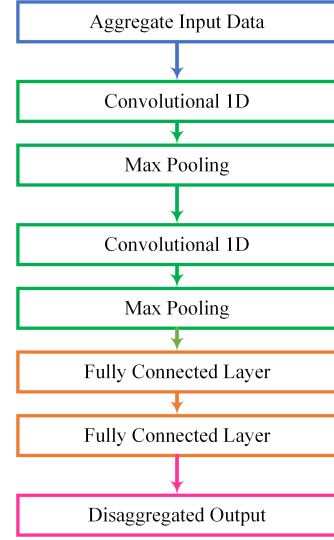 Aggregate Input Data
Convolutional 1D
Max Pooling
Convolutional 1D
Max Pooling
Fully Connected Layer
Fully Connected Layer
Disaggregated Output